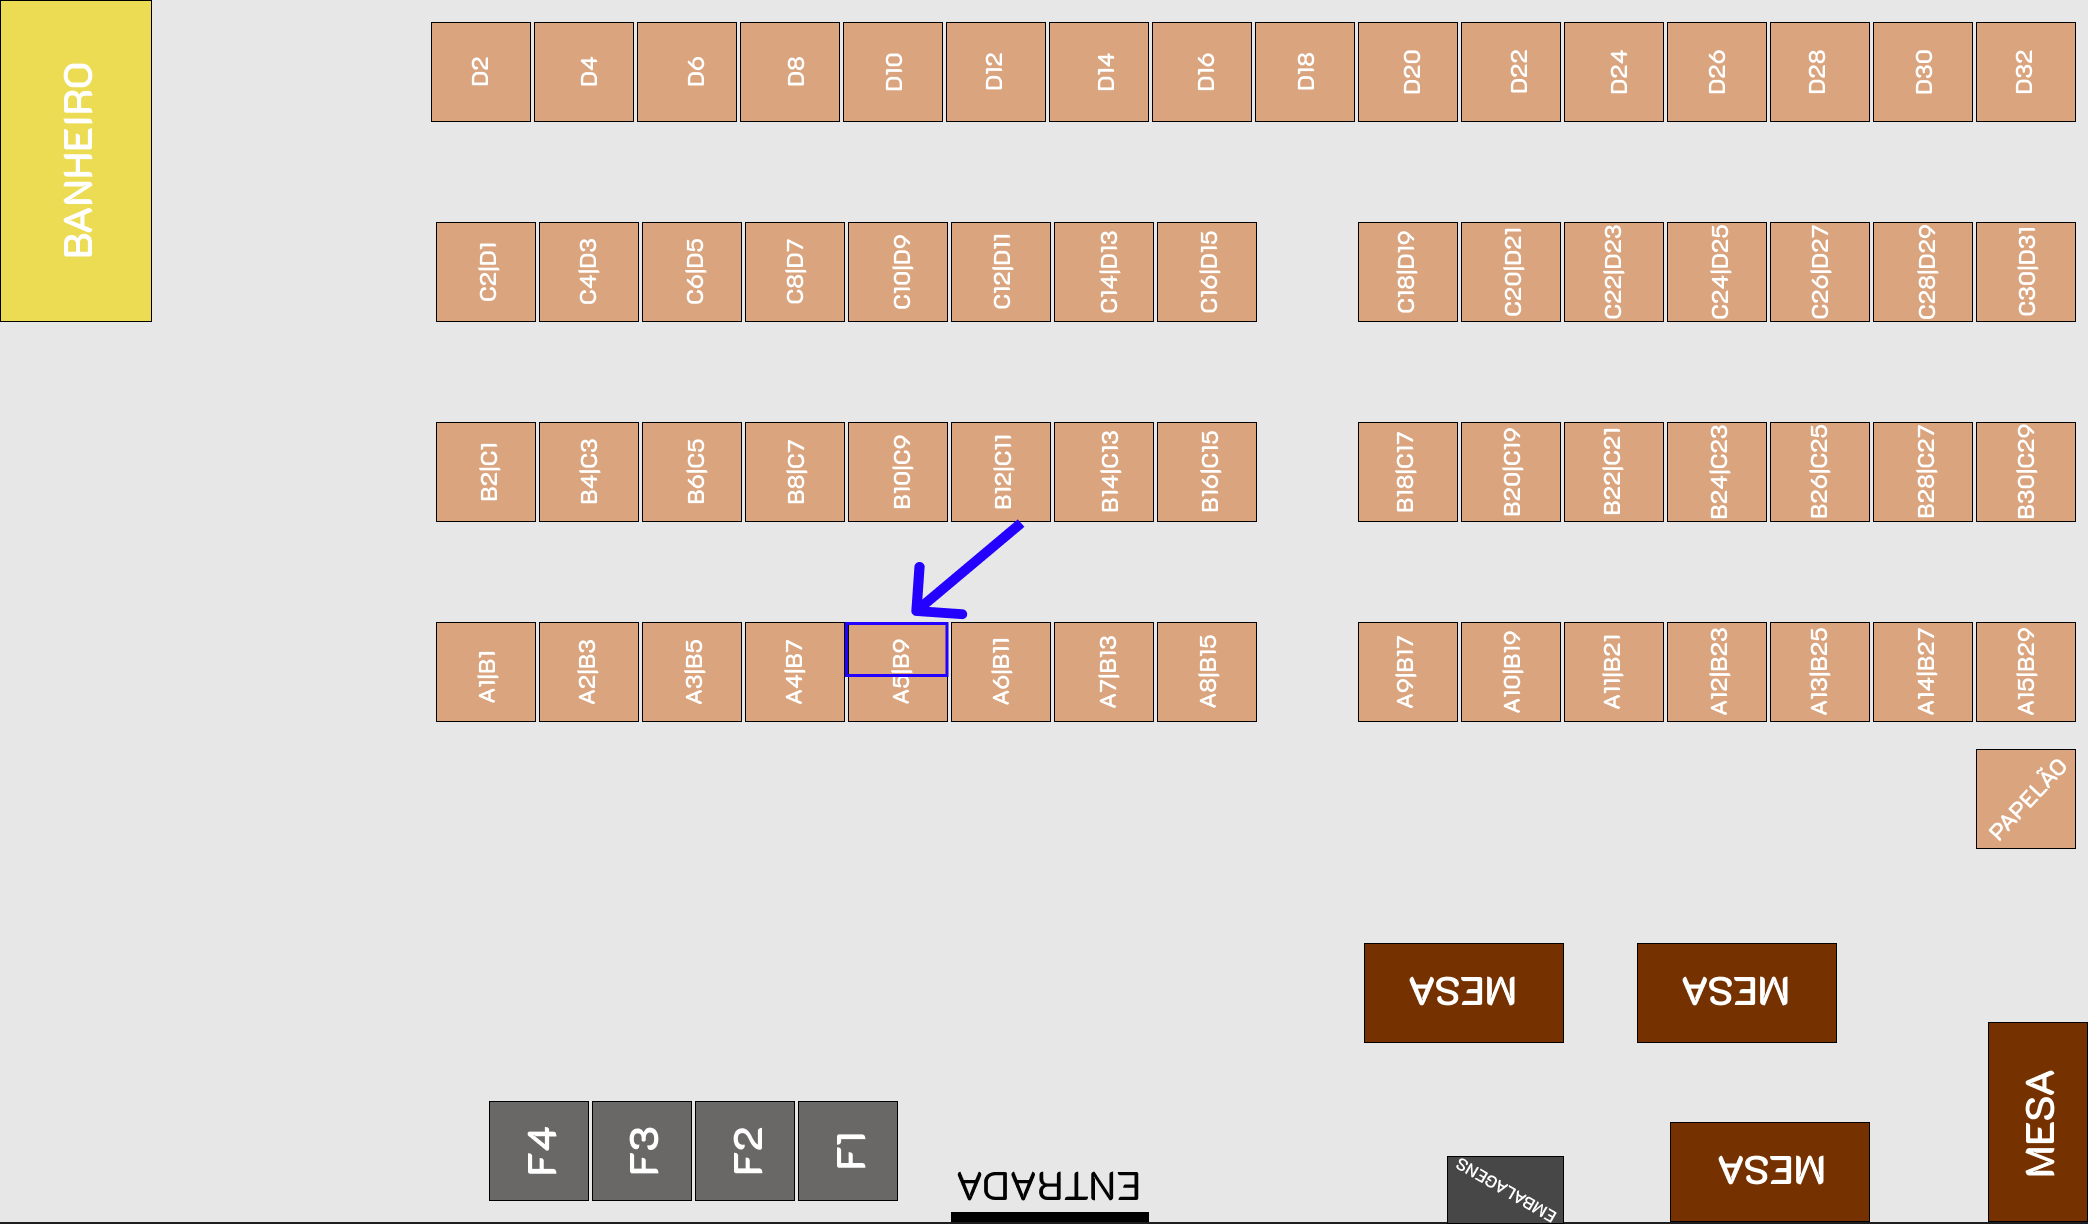 BANHEIRO
D2
D4
D6
D8
D10
D12
D14
D16
D18
D20
D22
D24
D26
D28
D30
D32
C2|D1
C4|D3
C6|D5
C8|D7
C10|D9
C12|D11
C14|D13
C16|D15
C18|D19
C20|D21
C22|D23
C24|D25
C26|D27
C28|D29
C30|D31
B2|C1
B4|C3
B6|C5
B8|C7
B10|C9
B12|C11
B14|C13
B16|C15
B18|C17
B20|C19
B22|C21
B24|C23
B26|C25
B28|C27
B30|C29
A1|B1
A2|B3
A3|B5
A4|B7
A5|B9
A6|B11
A7|B13
A8|B15
A9|B17
A10|B19
A11|B21
A12|B23
A13|B25
A14|B27
A15|B29
PAPELÃO
MESA
MESA
MESA
MESA
F4
F3
F2
F1
ENTRADA
EMBALAGENS